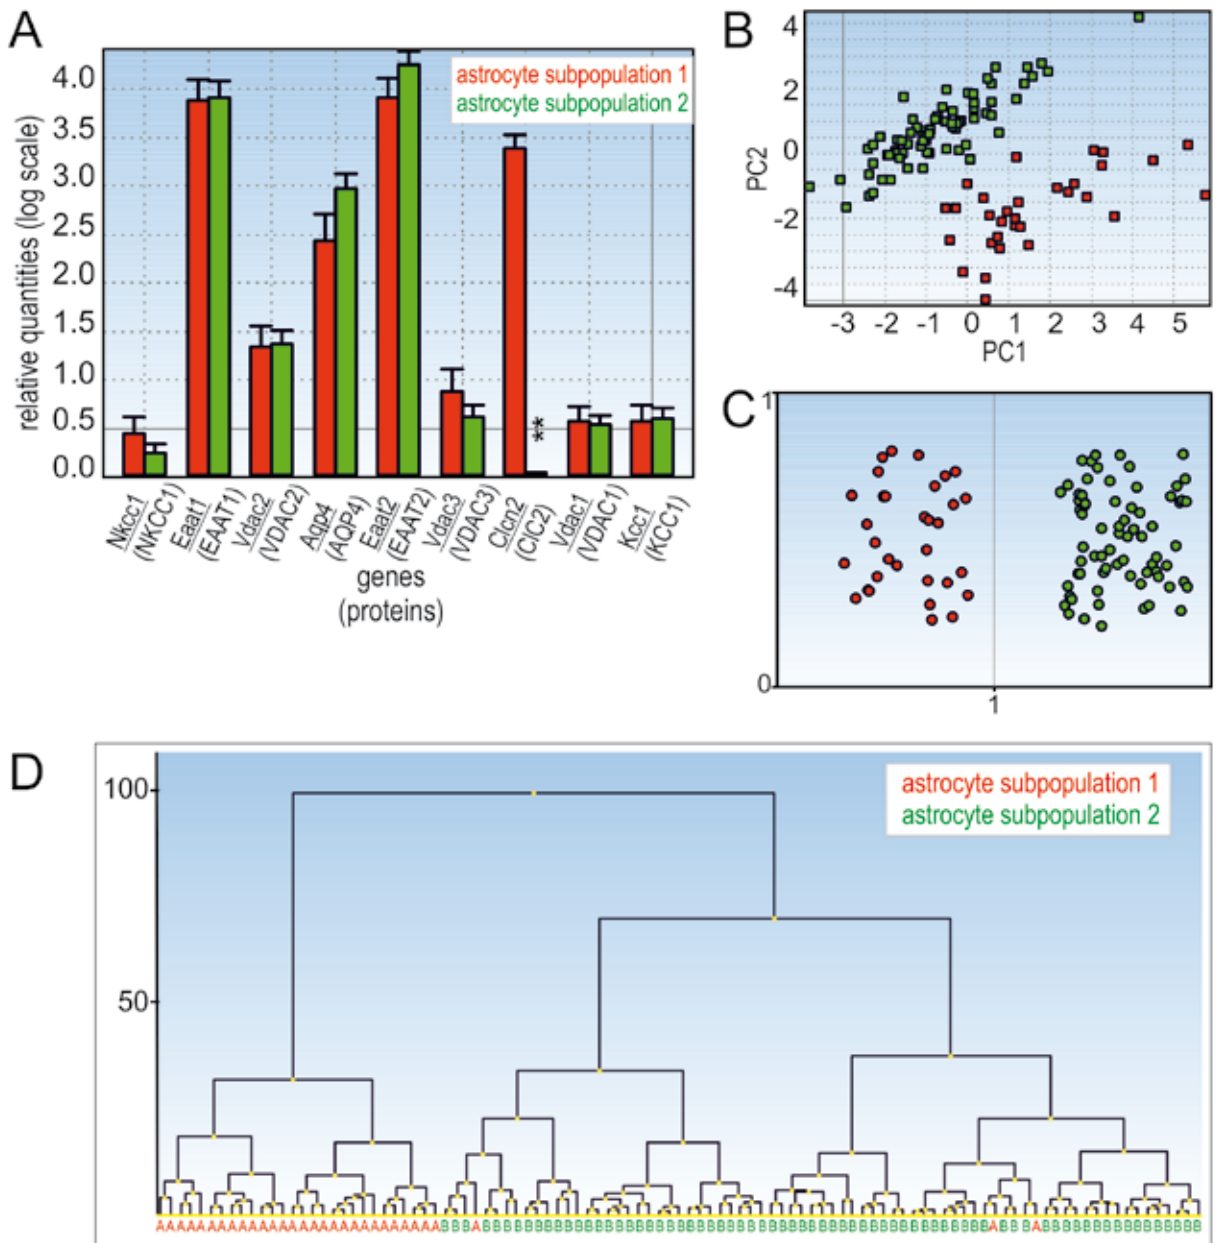 A
relative quantities (log scale)
4.0
3.5
3.0
2.5
2.0
1.5
1.0
0.5
0.0
astrocyte subpopulation 1
astrocyte subpopulation 2
**
Nkcc1
(NKCC1)
Eaat1
(EAAT1)
Vdac2
(VDAC2)
Aqp4
(AQP4)
Eaat2
(EAAT2)
Vdac3
(VDAC3)
Clcn2
(ClC2)
Vdac1
(VDAC1)
Kcc1
(KCC1)
genes
(proteins)
B
PC2
4
2
0
-2
-4
-3 -2 -1 0 1 2 3 4 5
PC1
C
1
0
1
D
100
50
astrocyte subpopulation 1
astrocyte subpopulation 2